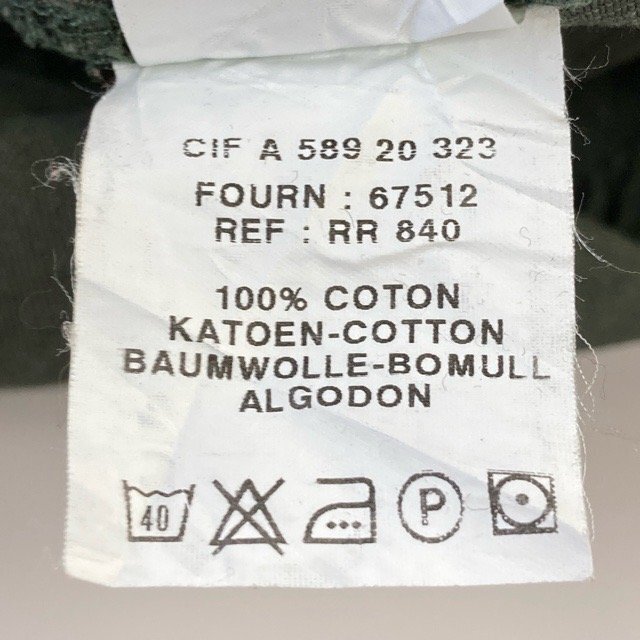 CIF A 589 20 323
FOURN : 67512
REF : RR 840
100% COTON
KATOEN-COTTON
BAUMWOLLE-BOMULL
ALGODON
40 P